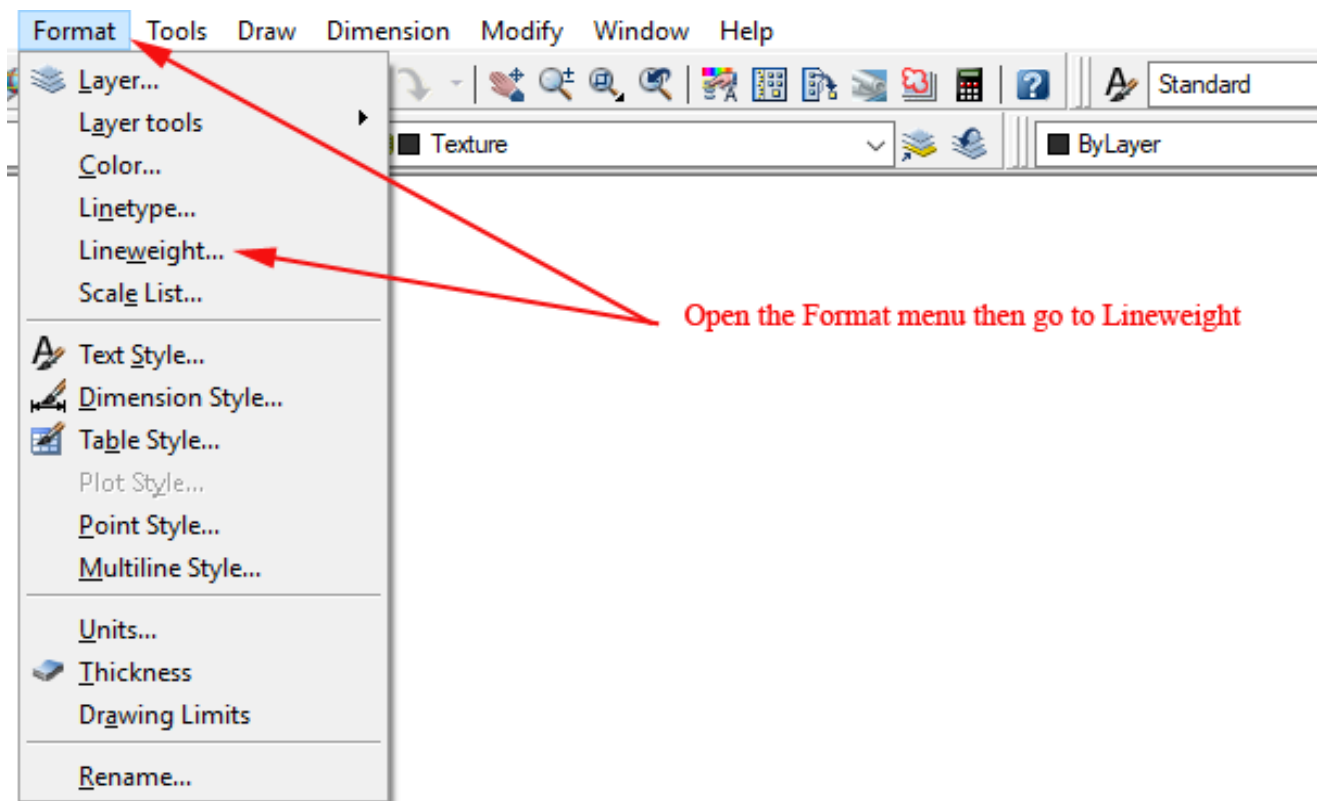 Format Tools Draw Dimension Modify Window Help
Layer...
Standard
Layer tools
Texture
ByLayer
Color...
Linetype...
Lineweight...
Scale List...
Open the Format menu then go to Lineweight
Text Style...
Dimension Style...
Table Style...
Plot Style...
Point Style...
Multiline Style...
Units...
Thickness
Drawing Limits
Rename...